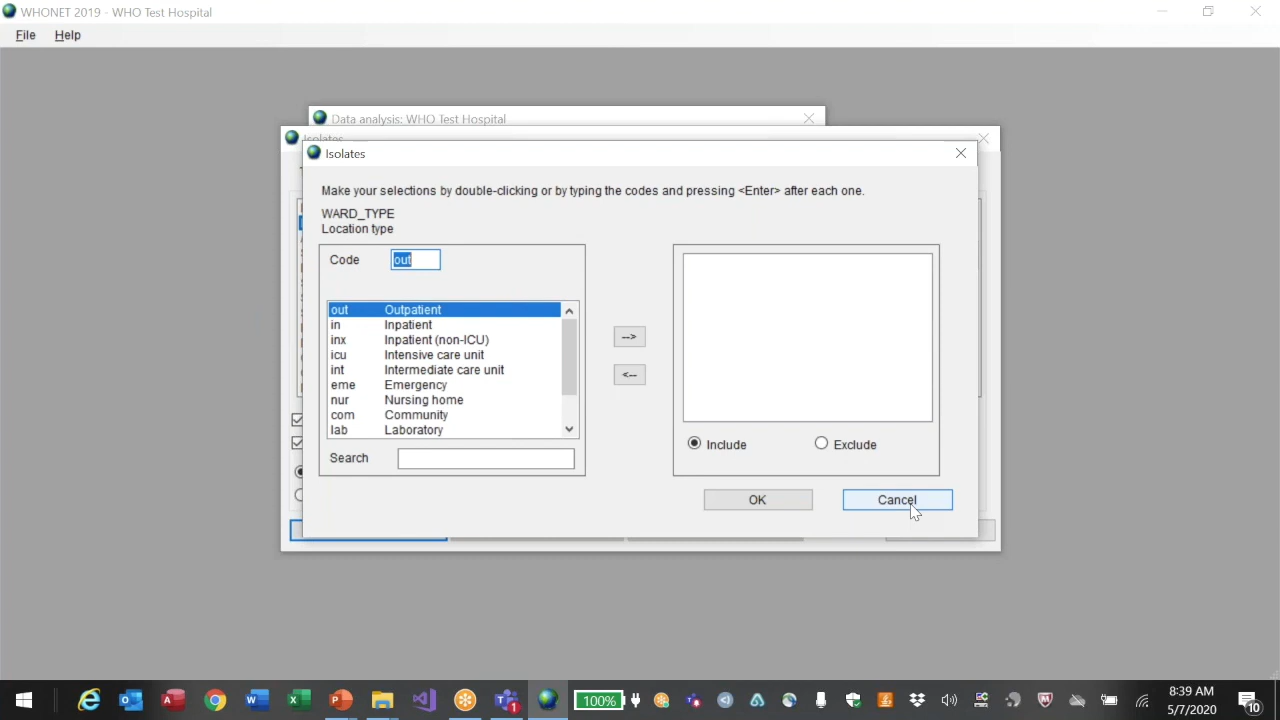 WHONET 2019 - WHO Test Hospital
File Help
Data analysis: WHO Test Hospital
Isolates
Isolates
Make your selections by double-clicking or by typing the codes and pressing <Enter> after each one.
WARD_TYPE
Location type
Code out
out Outpatient
in Inpatient
inx Inpatient (non-ICU)
icu Intensive care unit
int Intermediate care unit
eme Emergency
nur Nursing home
com Community
lab Laboratory
Search
-->
<--
Include Exclude
OK Cancel
100%
1
8:39 AM
5/7/2020
10